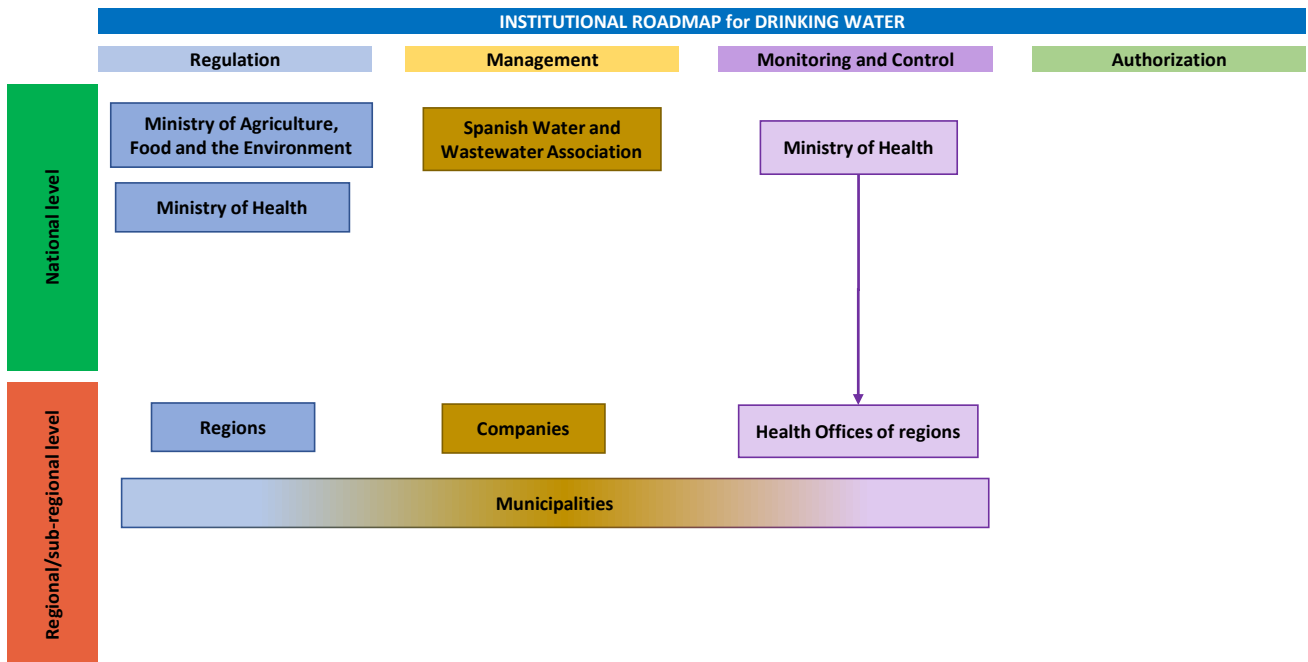 INSTITUTIONAL ROADMAP for DRINKING WATER
Regulation
Management
Monitoring and Control
Authorization
National level
Ministry of Agriculture,
Food and the Environment
Spanish Water and
Wastewater Association
Ministry of Health
Ministry of Health
Regional/sub-regional level
Regions
Companies
Health Offices of regions
Municipalities